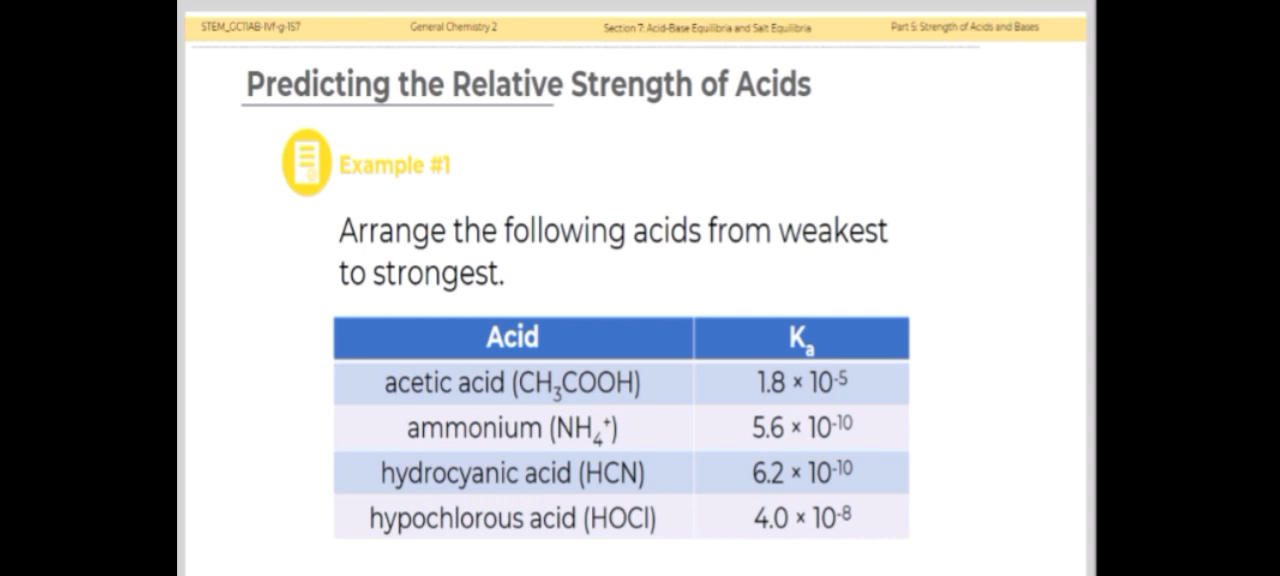 STEM_GC11AB-IVf-g-157 General Chemistry 2 Section 7: Acid-Base Equilibria and Salt Equilibria Part 5: Strength of Acids and Bases
Predicting the Relative Strength of Acids
Example #1
Arrange the following acids from weakest
to strongest.
Acid Kₐ
acetic acid (CH₃COOH) 1.8 × 10⁻⁵
ammonium (NH₄⁺) 5.6 × 10⁻¹⁰
hydrocyanic acid (HCN) 6.2 × 10⁻¹⁰
hypochlorous acid (HOCl) 4.0 × 10⁻⁸